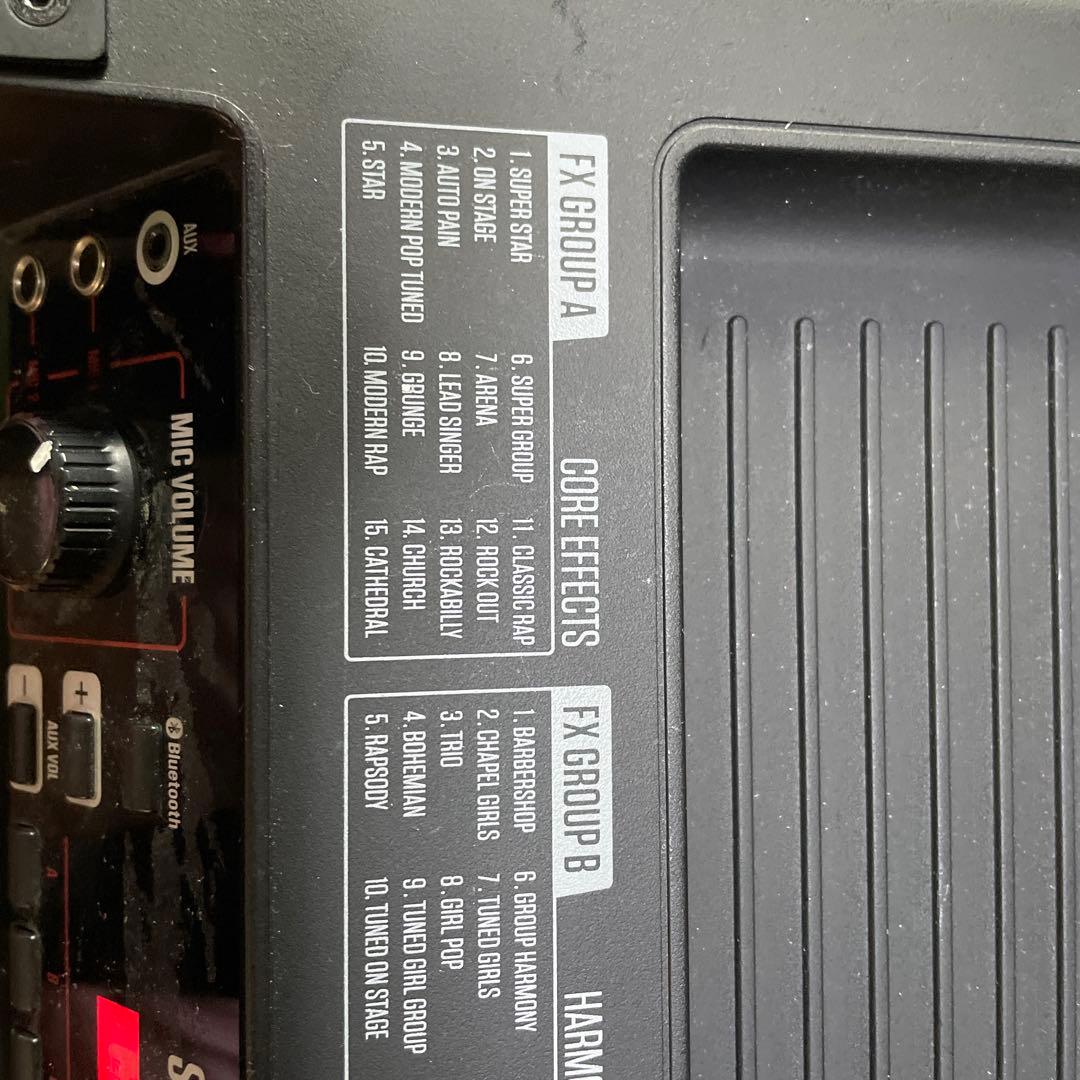 FX GROUP A
CORE EFFECTS
1. SUPER STAR
2. ON STAGE
3. AUTO PAIN
4. MODERN POP TUNED
5. STAR
6. SUPER GROUP
7. ARENA
8. LEAD SINGER
9. GRUNGE
10. MODERN RAP
11. CLASSIC RAP
12. ROCK OUT
13. ROCKABILLY
14. CHURCH
15. CATHEDRAL
FX GROUP B
1. BARBERSHOP
2. CHAPEL GIRLS
3. TRIO
4. BOHEMIAN
5. RAPSODY
6. GROUP HARMONY
7. TUNED GIRLS
8. GIRL POP
9. TUNED GIRL GROUP
10. TUNED ON STAGE
AUX
MIC VOLUME
Bluetooth
+
AUX VOL
-
A
B